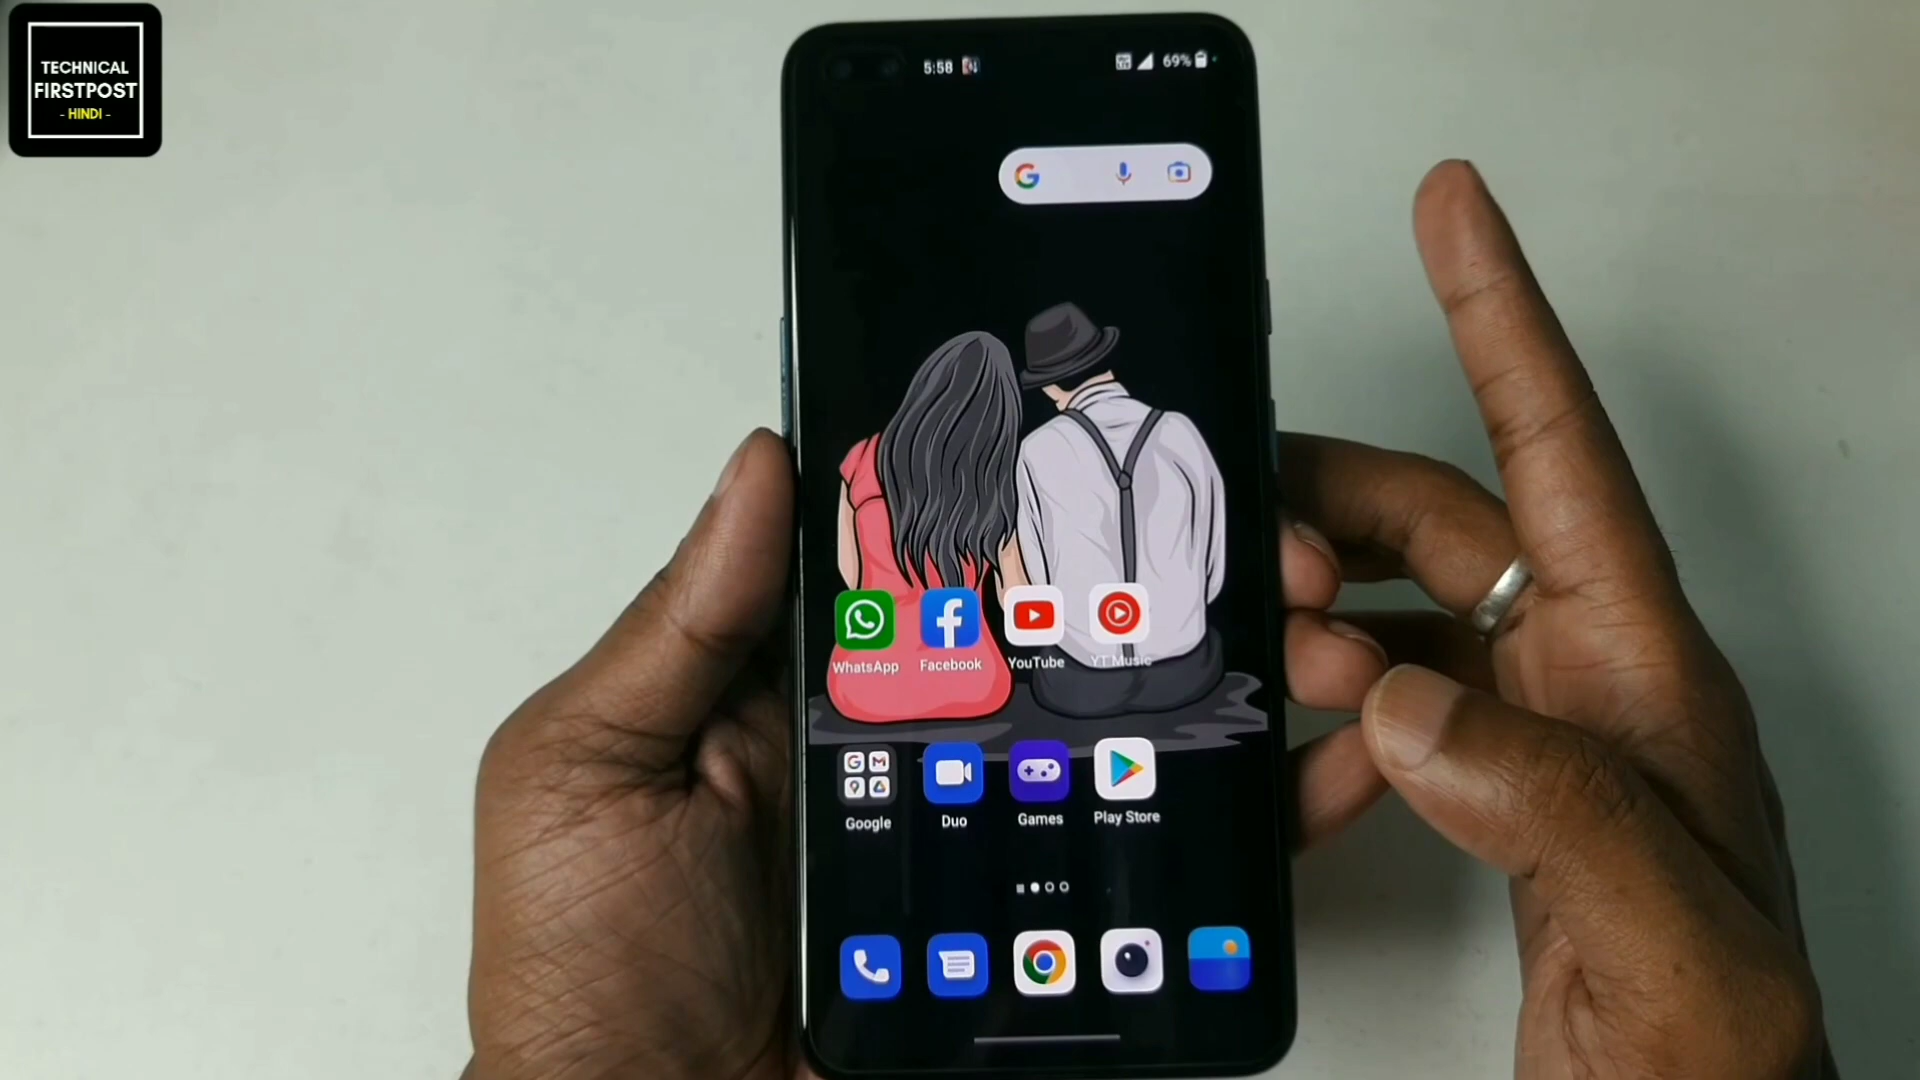 TECHNICAL
FIRSTPOST
- HINDI -
5:58
69%
WhatsApp
Facebook
YouTube
YT Music
Google
Duo
Games
Play Store